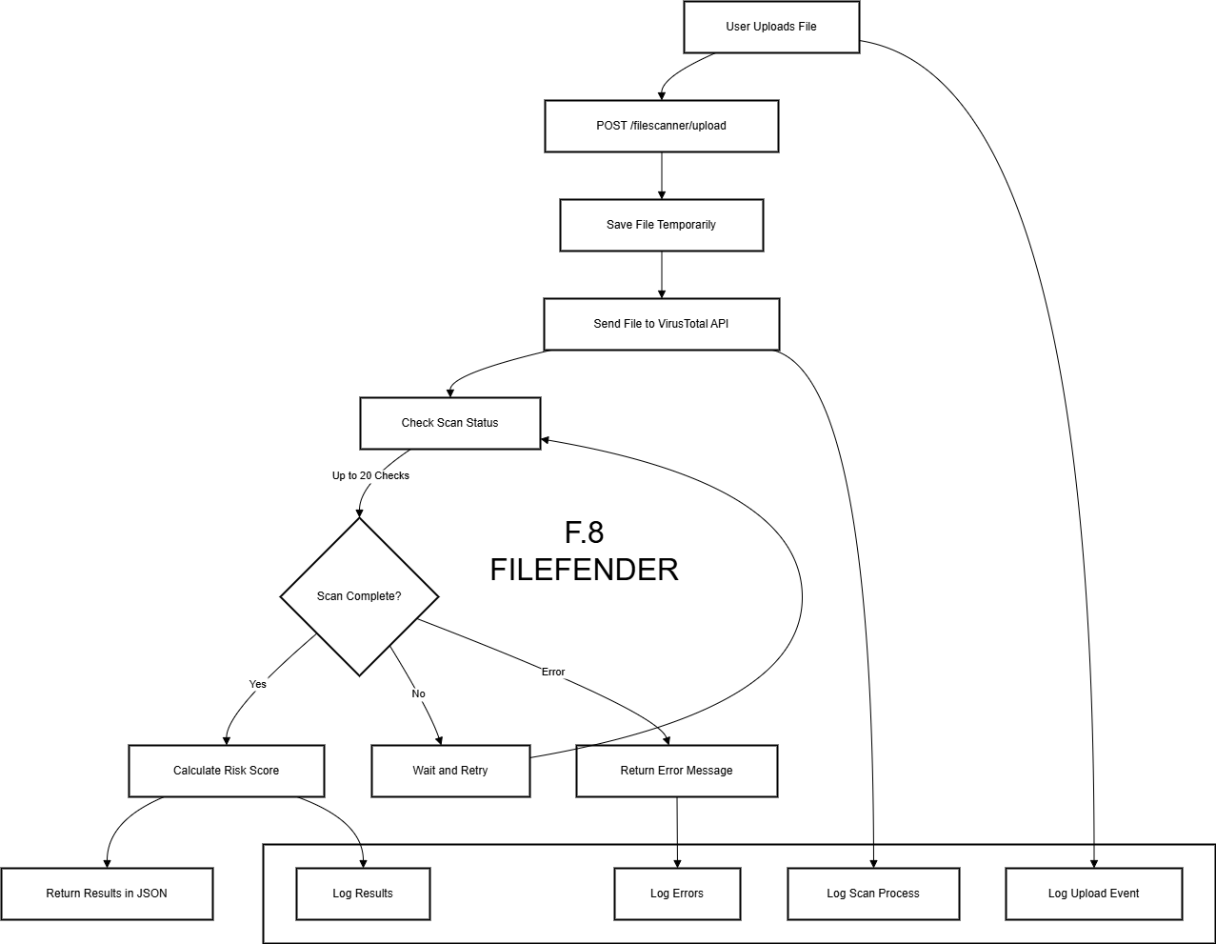 User Uploads File
POST /filescanner/upload
Save File Temporarily
Send File to VirusTotal API
Check Scan Status
Up to 20 Checks
F.8
FILEFENDER
Scan Complete?
Error
Yes
No
Calculate Risk Score
Wait and Retry
Return Error Message
Return Results in JSON
Log Results
Log Errors
Log Scan Process
Log Upload Event